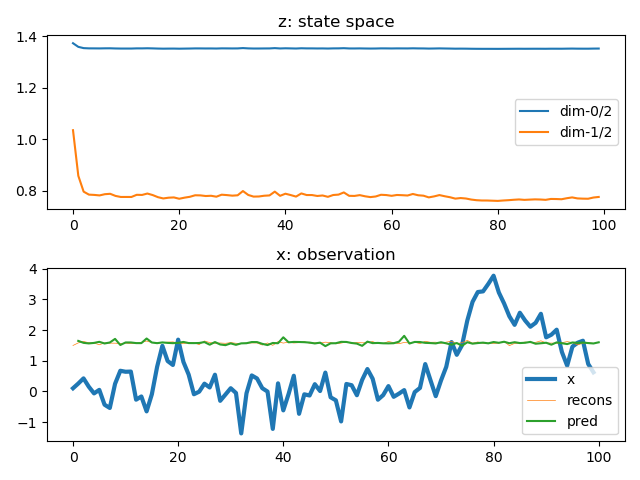 z: state space
1.4
1.2
1.0
0.8
dim-0/2
dim-1/2
0 20 40 60 80 100
x: observation
4
3
2
1
0
−1
x
recons
pred
0 20 40 60 80 100